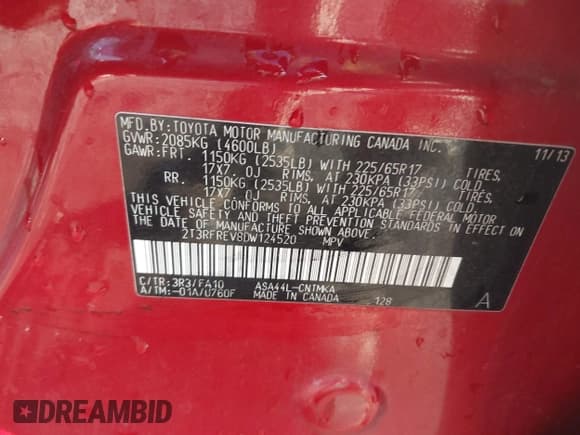 MFD. BY: TOYOTA MOTOR MANUFACTURING CANADA INC.
GVWR: 2085KG (4600LB) 11/13
GAWR: FRT. 1150KG (2535LB) WITH 225/65R17 TIRES,
17X7. 0J RIMS, AT 230KPA (33PSI) COLD
RR. 1150KG (2535LB) WITH 225/65R17 TIRES,
17X7. 0J RIMS, AT 230KPA (33PSI) COLD
THIS VEHICLE CONFORMS TO ALL APPLICABLE FEDERAL MOTOR
VEHICLE SAFETY AND THEFT PREVENTION STANDARDS IN EFFECT
ON THE DATE OF MANUFACTURE SHOWN ABOVE.
2T3RFREV8DW124520 MPV
C/TR: 3R3/FA10 ASA44L-CNTMKA
A/TM: -01A/U760F MADE IN CANADA 128 A
DREAMBID